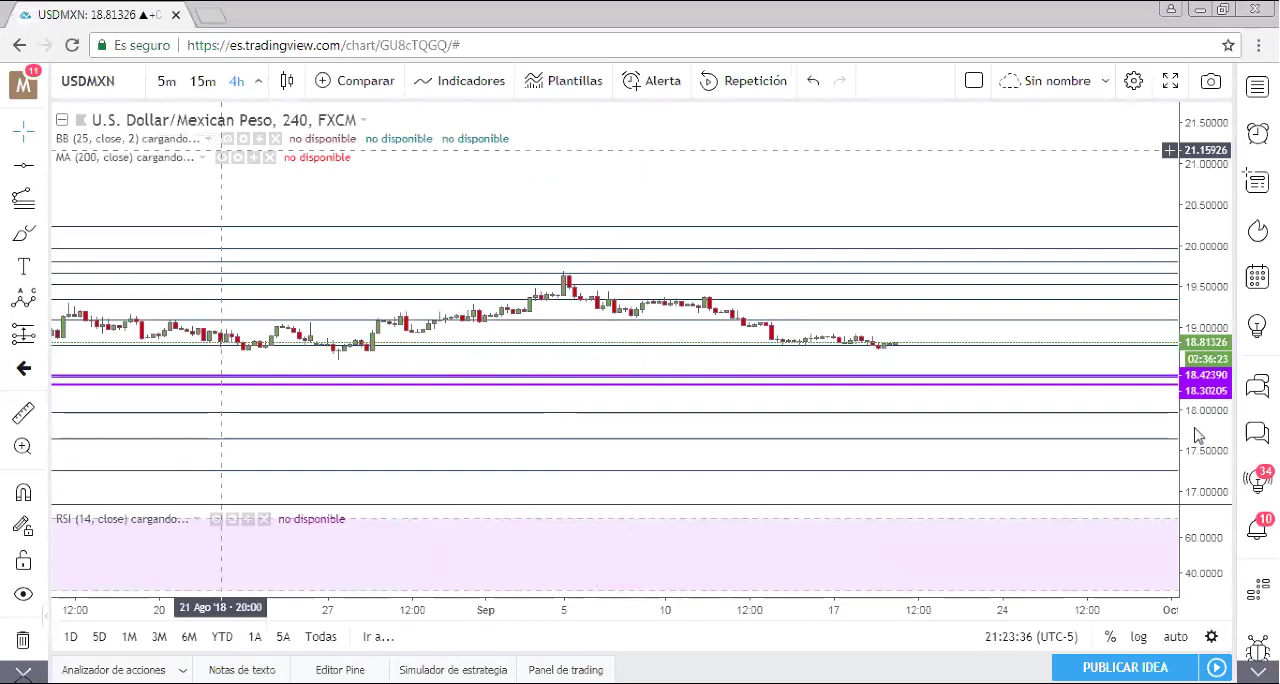 USDMXN: 18.81326 ▲+0
Es seguro | https://es.tradingview.com/chart/GU8cTQGQ/#
M 11 USDMXN 5m 15m 4h Comparar Indicadores Plantillas Alerta Repetición Sin nombre
U.S. Dollar/Mexican Peso, 240, FXCM
BB (25, close, 2) cargando... no disponible no disponible no disponible
MA (200, close) cargando... no disponible
21.50000
21.15926
21.00000
20.50000
20.00000
19.50000
19.00000
18.81326
02:36:23
18.42390
18.30205
18.00000
17.50000
17.00000
A C
B
34
10
RSI (14, close) cargando... no disponible
60.0000
40.0000
12:00 20 21 Ago '18 - 20:00 27 12:00 Sep 5 10 12:00 17 12:00 24 12:00 Oct
1D 5D 1M 3M 6M YTD 1A 5A Todas Ir a... 21:23:36 (UTC-5) % log auto
Analizador de acciones Notas de texto Editor Pine Simulador de estrategia Panel de trading PUBLICAR IDEA